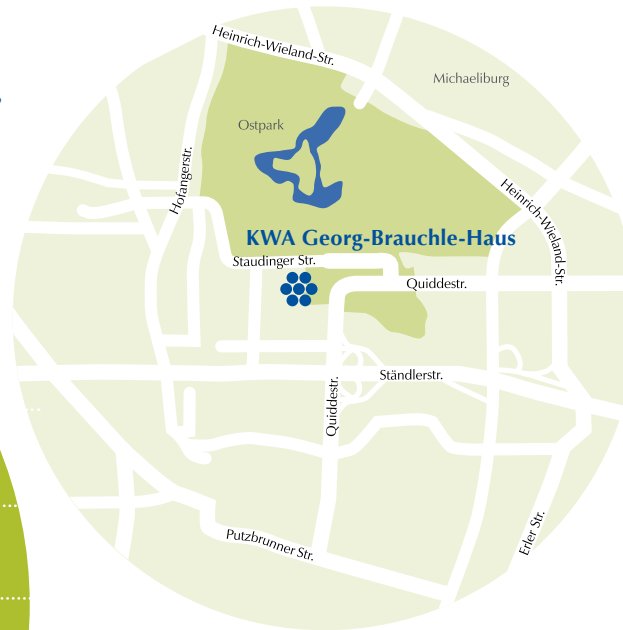 Heinrich-Wieland-Str.
Michaeliburg
Ostpark
Hofangerstr.
Heinrich-Wieland-Str.
KWA Georg-Brauchle-Haus
Staudinger Str.
Quiddestr.
Ständlerstr.
Quiddestr.
Putzbrunner Str.
Erler Str.